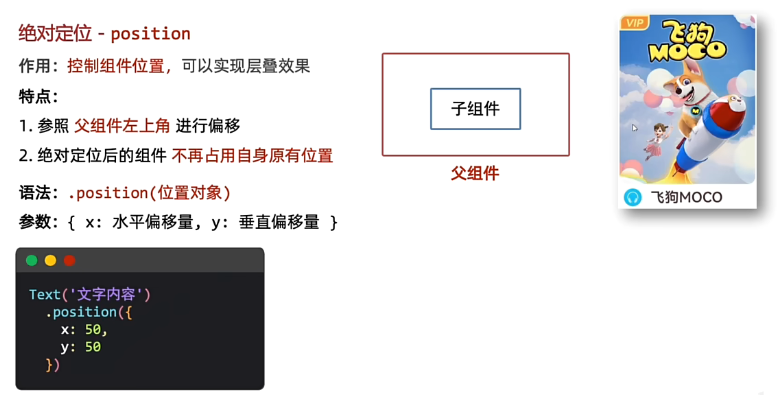 绝对定位 - position
作用：控制组件位置，可以实现层叠效果
特点：
1. 参照 父组件左上角 进行偏移
2. 绝对定位后的组件 不再占用自身原有位置
语法：.position(位置对象)
参数：{ x: 水平偏移量, y: 垂直偏移量 }
Text('文字内容')
.position({
x: 50,
y: 50
})
子组件
父组件
VIP
飞狗
MOCO
飞狗MOCO